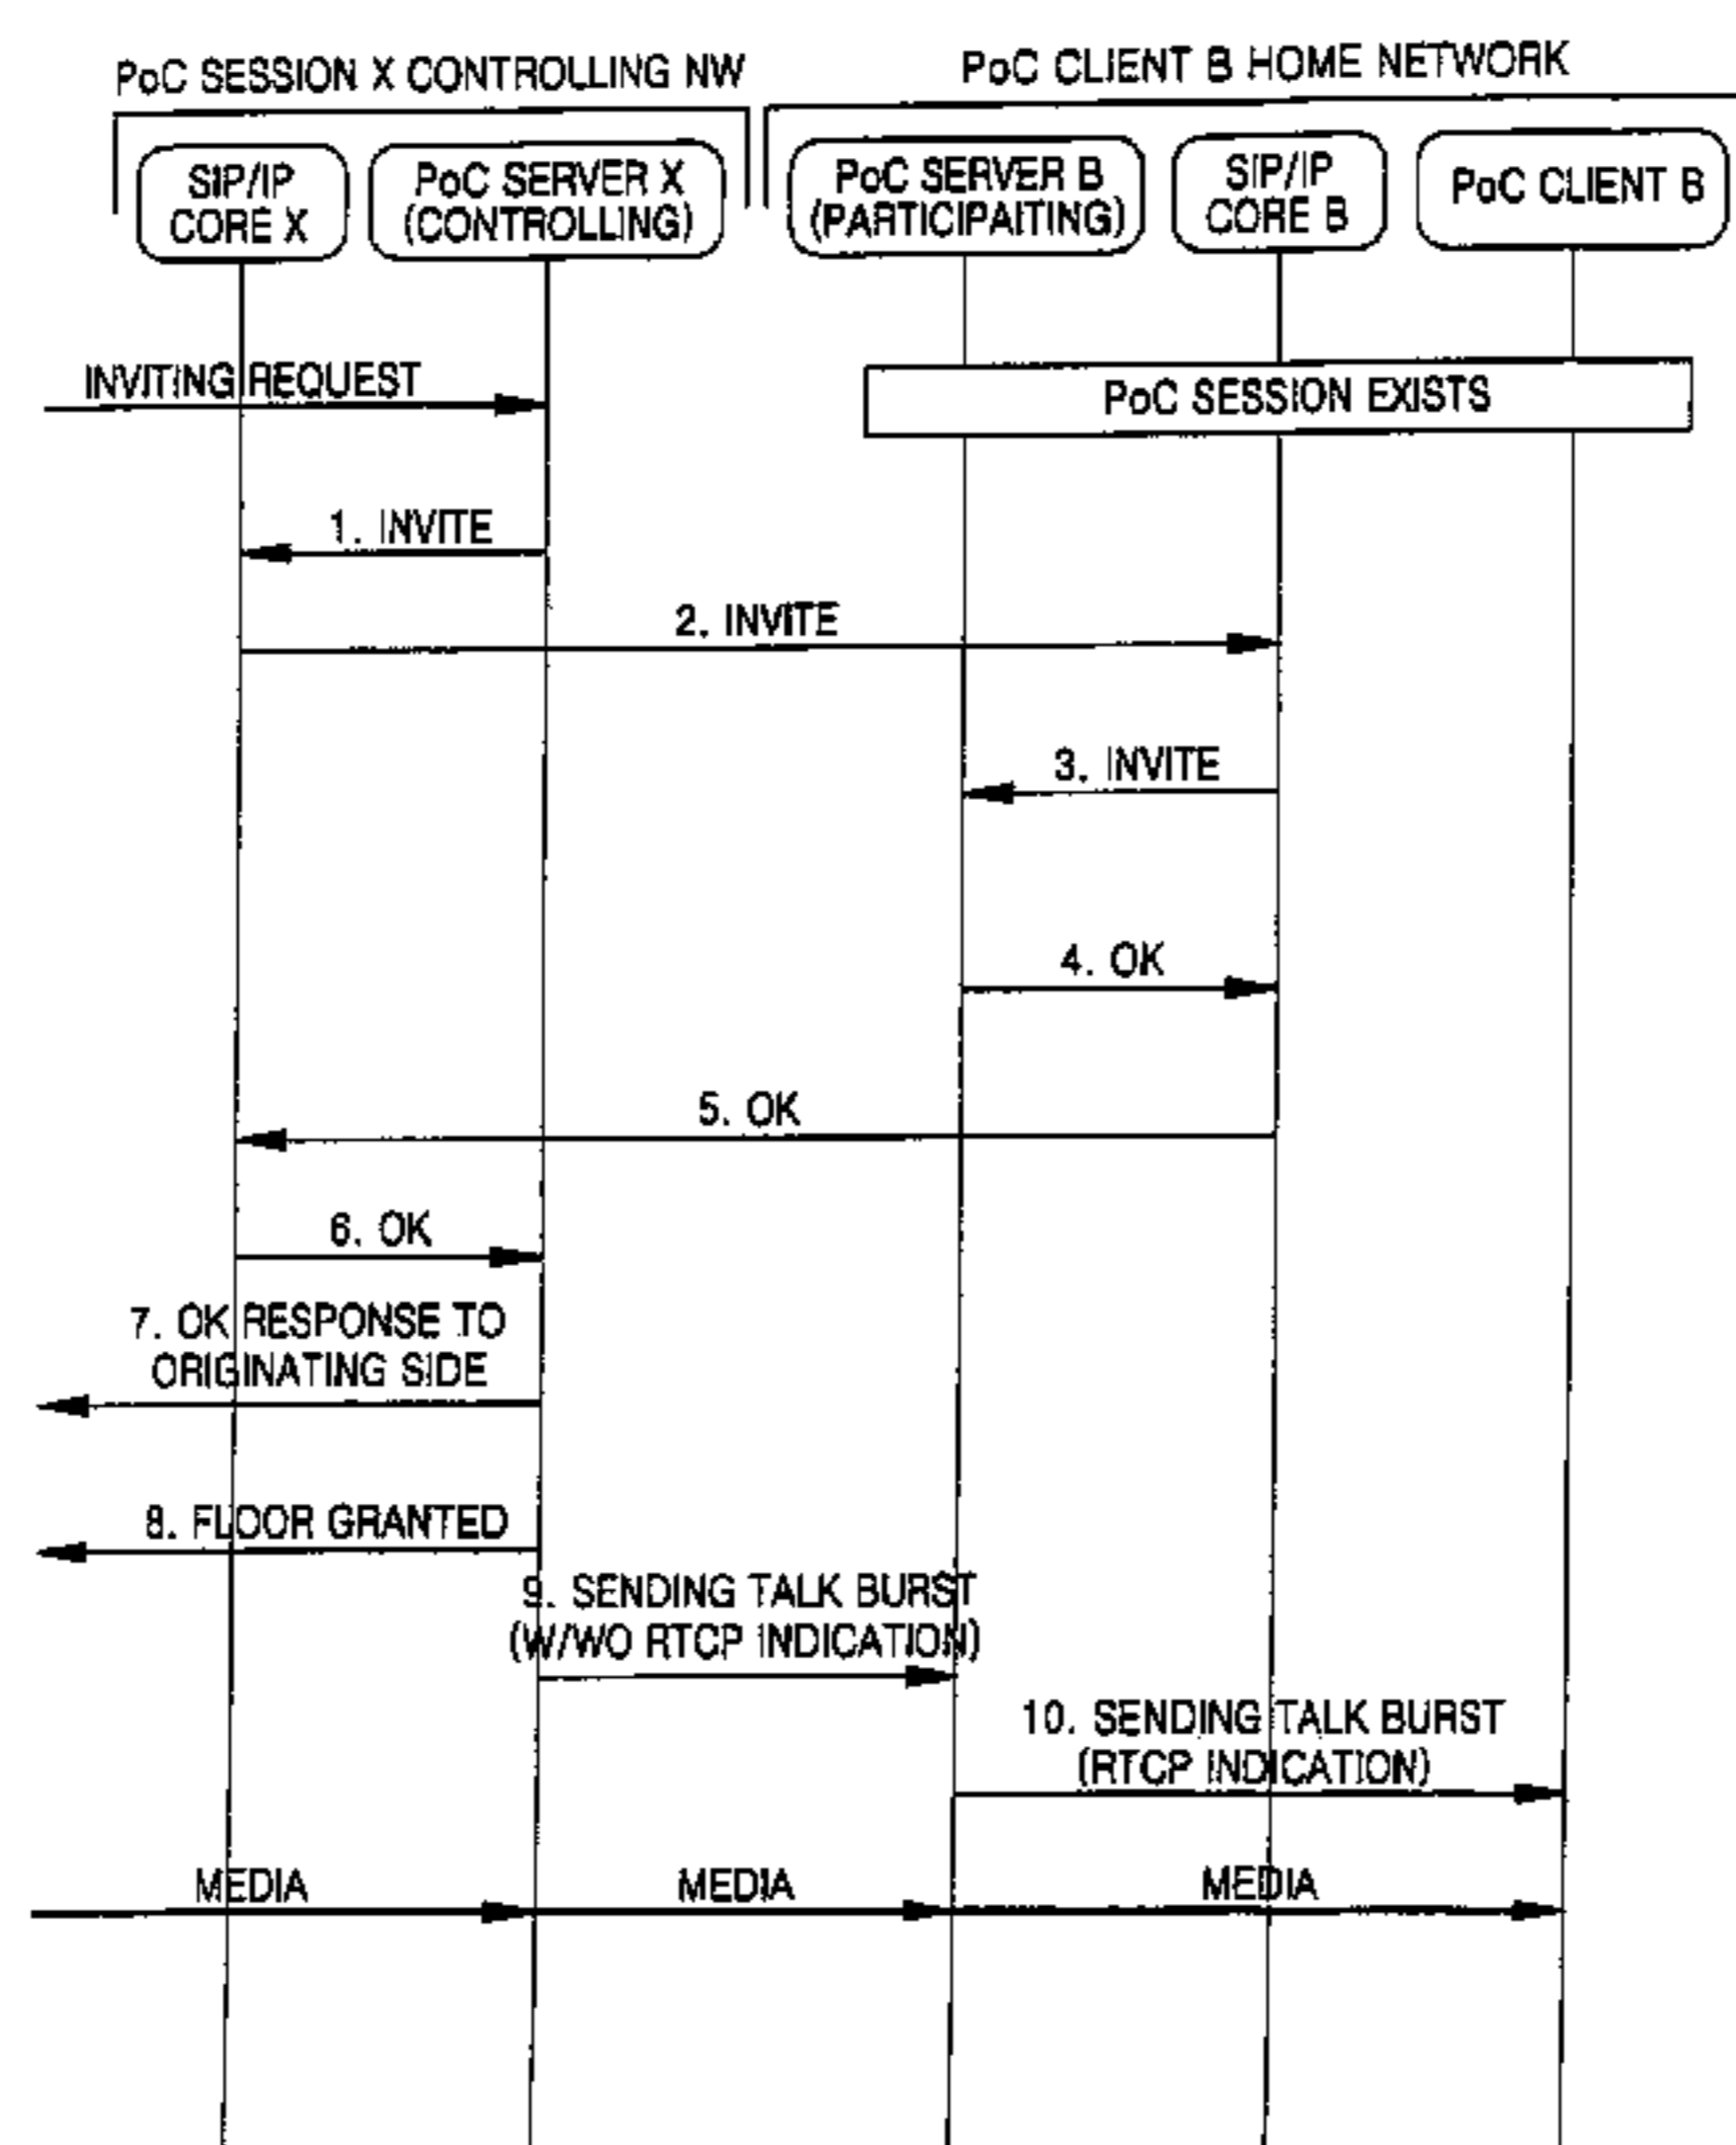 PoC SESSION X CONTROLLING NW
PoC CLIENT B HOME NETWORK
SIP/IP
CORE X
PoC SERVER X
(CONTROLLING)
PoC SERVER B
(PARTICIPAITING)
SIP/IP
CORE B
PoC CLIENT B
INVITING REQUEST
PoC SESSION EXISTS
1. INVITE
2. INVITE
3. INVITE
4. OK
5. OK
6. OK
7. OK RESPONSE TO
ORIGINATING SIDE
8. FLOOR GRANTED
9. SENDING TALK BURST
(W/WO RTCP INDICATION)
10. SENDING TALK BURST
(RTCP INDICATION)
MEDIA
MEDIA
MEDIA